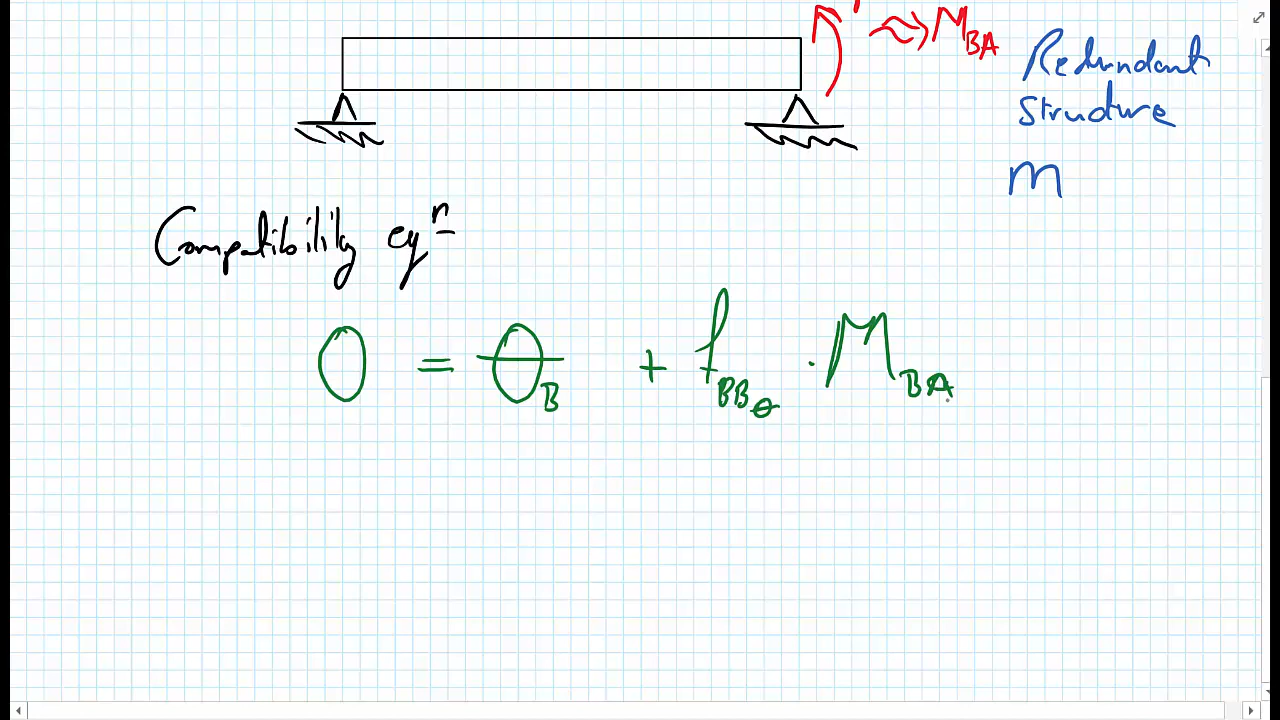 M_BA
Redundant
Structure
m
Compatibility eqⁿ
0 = θ_B + f_BBθ · M_BA